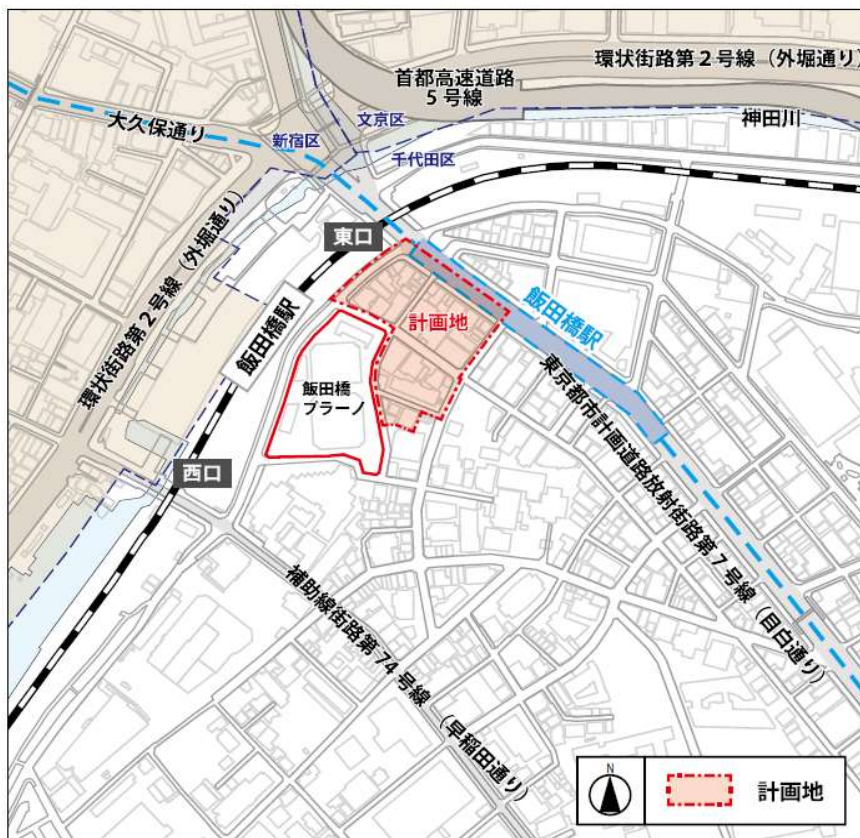 環状街路第２号線（外堀通り）
首都高速道路
５号線
神田川
大久保通り
文京区
新宿区
千代田区
環状街路第２号線（外堀通り）
東口
飯田橋駅
飯田橋駅
計画地
飯田橋
プラーノ
東京都市計画道路放射街路第７号線（目白通り）
西口
補助線街路第74号線（早稲田通り）
N
計画地